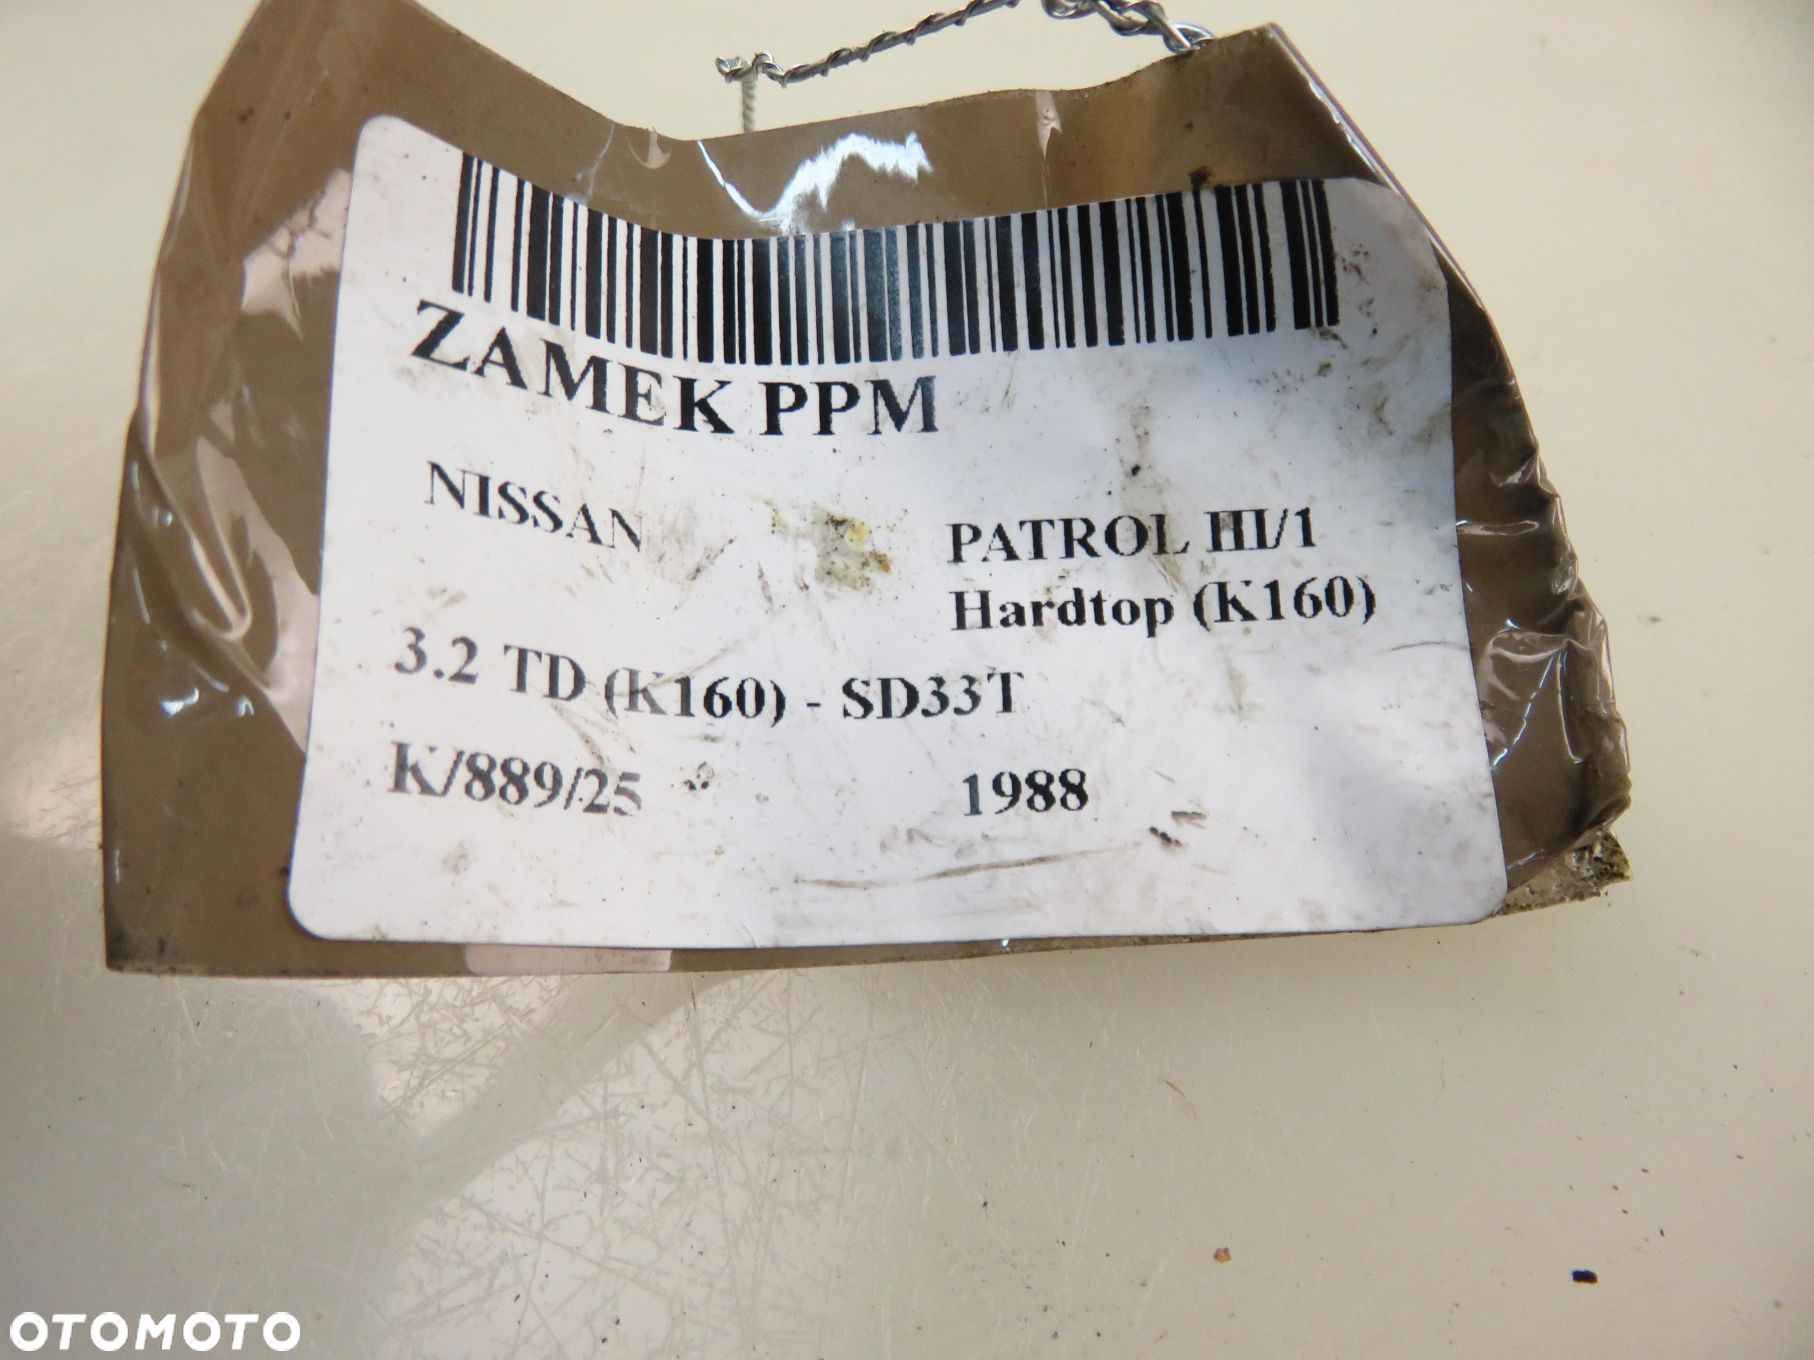 ZAMEK PPM
NISSAN
PATROL III/1
Hardtop (K160)
3.2 TD (K160) - SD33T
K/889/25 1988
OTOMOTO